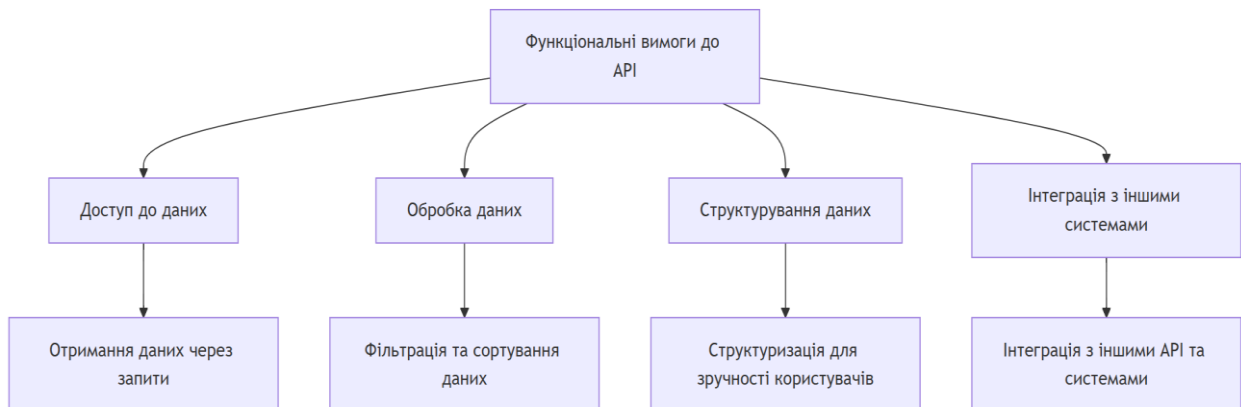 Функціональні вимоги до
API
Доступ до даних
Обробка даних
Структурування даних
Інтеграція з іншими
системами
Отримання даних через
запити
Фільтрація та сортування
даних
Структуризація для
зручності користувачів
Інтеграція з іншими API та
системами